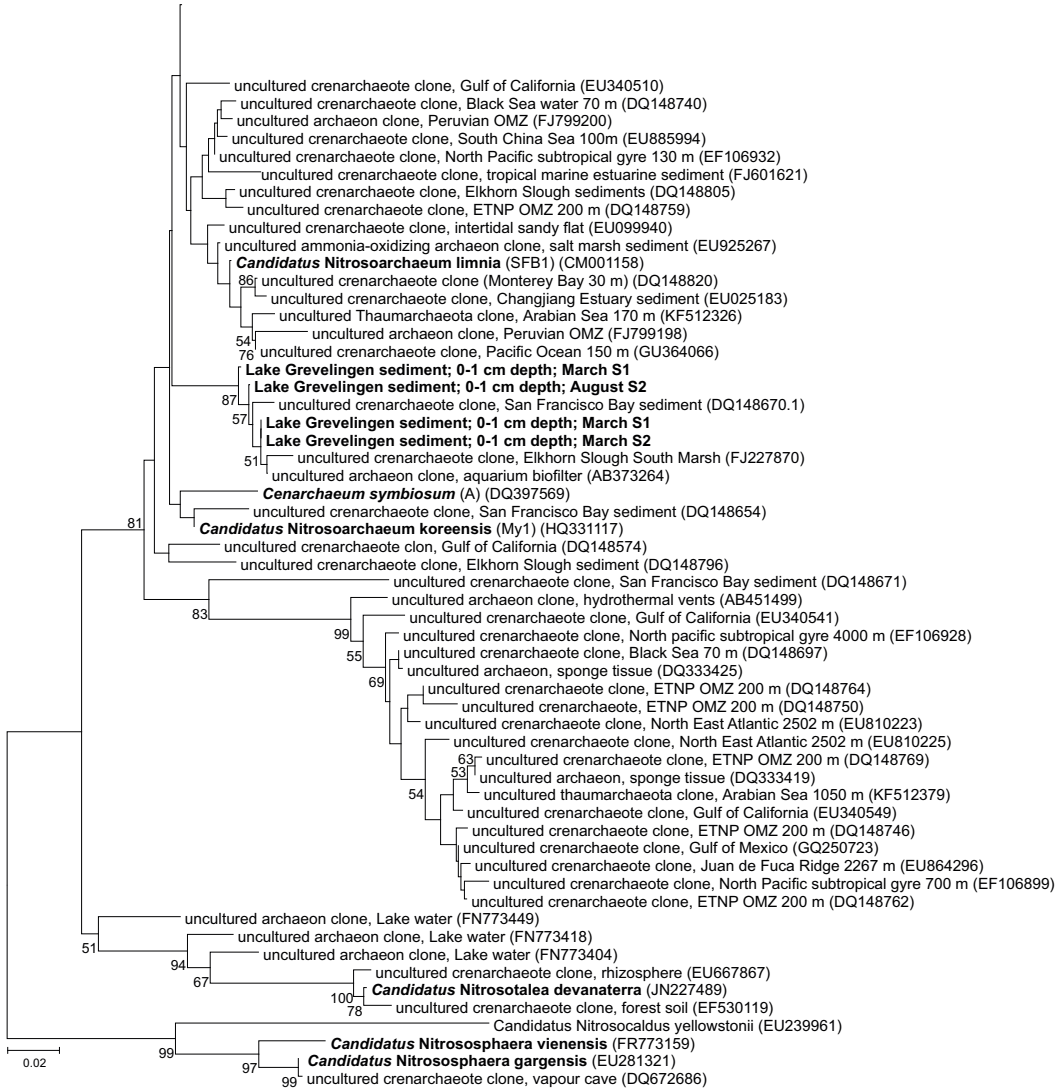 uncultured crenarchaeote clone, Gulf of California (EU340510)
uncultured crenarchaeote clone, Black Sea water 70 m (DQ148740)
uncultured archaeon clone, Peruvian OMZ (FJ799200)
uncultured crenarchaeote clone, South China Sea 100m (EU885994)
uncultured crenarchaeote clone, North Pacific subtropical gyre 130 m (EF106932)
uncultured crenarchaeote clone, tropical marine estuarine sediment (FJ601621)
uncultured crenarchaeote clone, Elkhorn Slough sediments (DQ148805)
uncultured crenarchaeote clone, ETNP OMZ 200 m (DQ148759)
uncultured crenarchaeote clone, intertidal sandy flat (EU099940)
uncultured ammonia-oxidizing archaeon clone, salt marsh sediment (EU925267)
Candidatus Nitrosoarchaeum limnia (SFB1) (CM001158)
86 uncultured crenarchaeote clone (Monterey Bay 30 m) (DQ148820)
uncultured crenarchaeote clone, Changjiang Estuary sediment (EU025183)
uncultured Thaumarchaeota clone, Arabian Sea 170 m (KF512326)
uncultured archaeon clone, Peruvian OMZ (FJ799198)
54
76 uncultured crenarchaeote clone, Pacific Ocean 150 m (GU364066)
Lake Grevelingen sediment; 0-1 cm depth; March S1
Lake Grevelingen sediment; 0-1 cm depth; August S2
87
uncultured crenarchaeote clone, San Francisco Bay sediment (DQ148670.1)
57
Lake Grevelingen sediment; 0-1 cm depth; March S1
Lake Grevelingen sediment; 0-1 cm depth; March S2
uncultured crenarchaeote clone, Elkhorn Slough South Marsh (FJ227870)
51
uncultured archaeon clone, aquarium biofilter (AB373264)
Cenarchaeum symbiosum (A) (DQ397569)
uncultured crenarchaeote clone, San Francisco Bay sediment (DQ148654)
81
Candidatus Nitrosoarchaeum koreensis (My1) (HQ331117)
uncultured crenarchaeote clon, Gulf of California (DQ148574)
uncultured crenarchaeote clone, Elkhorn Slough sediment (DQ148796)
uncultured crenarchaeote clone, San Francisco Bay sediment (DQ148671)
uncultured archaeon clone, hydrothermal vents (AB451499)
83
uncultured crenarchaeote clone, Gulf of California (EU340541)
99
uncultured crenarchaeote clone, North pacific subtropical gyre 4000 m (EF106928)
uncultured crenarchaeote clone, Black Sea 70 m (DQ148697)
55
uncultured archaeon, sponge tissue (DQ333425)
69
uncultured crenarchaeote clone, ETNP OMZ 200 m (DQ148764)
uncultured crenarchaeote, ETNP OMZ 200 m (DQ148750)
uncultured crenarchaeote clone, North East Atlantic 2502 m (EU810223)
uncultured crenarchaeote clone, North East Atlantic 2502 m (EU810225)
63 uncultured crenarchaeote clone, ETNP OMZ 200 m (DQ148769)
53
uncultured archaeon, sponge tissue (DQ333419)
54
uncultured thaumarchaeota clone, Arabian Sea 1050 m (KF512379)
uncultured crenarchaeote clone, Gulf of California (EU340549)
uncultured crenarchaeote clone, ETNP OMZ 200 m (DQ148746)
uncultured crenarchaeote clone, Gulf of Mexico (GQ250723)
uncultured crenarchaeote clone, Juan de Fuca Ridge 2267 m (EU864296)
uncultured crenarchaeote clone, North Pacific subtropical gyre 700 m (EF106899)
uncultured crenarchaeote clone, ETNP OMZ 200 m (DQ148762)
uncultured archaeon clone, Lake water (FN773449)
uncultured archaeon clone, Lake water (FN773418)
51
uncultured archaeon clone, Lake water (FN773404)
94
uncultured crenarchaeote clone, rhizosphere (EU667867)
67
Candidatus Nitrosotalea devanaterra (JN227489)
100
uncultured crenarchaeote clone, forest soil (EF530119)
78
Candidatus Nitrosocaldus yellowstonii (EU239961)
Candidatus Nitrososphaera vienensis (FR773159)
99
Candidatus Nitrososphaera gargensis (EU281321)
0.02
97
99 uncultured crenarchaeote clone, vapour cave (DQ672686)